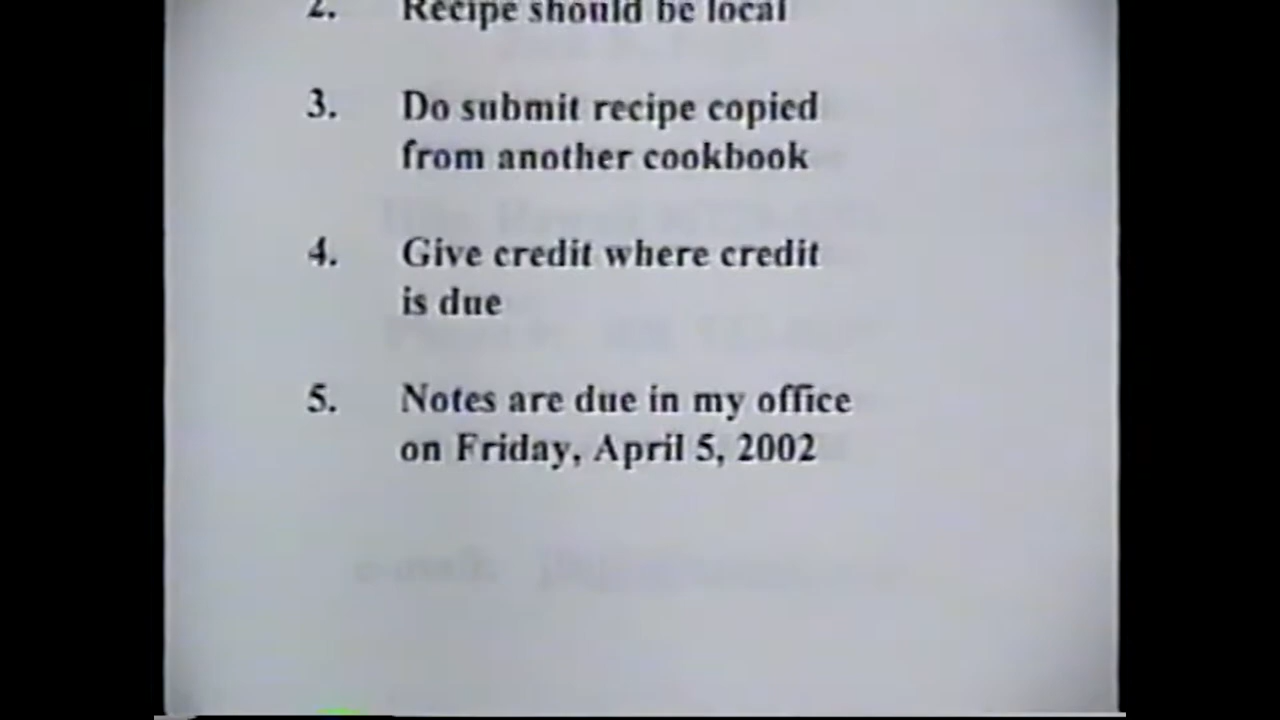 2. Recipe should be local
3. Do submit recipe copied
from another cookbook
4. Give credit where credit
is due
5. Notes are due in my office
on Friday, April 5, 2002